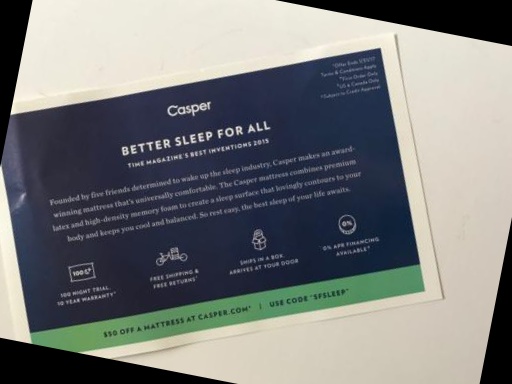 *Offer Ends 1/31/17
Terms & Conditions Apply
*First Order Only
*US & Canada Only
*Subject to Credit Approval
Casper
BETTER SLEEP FOR ALL
TIME MAGAZINE'S BEST INVENTIONS 2015
Founded by five friends determined to wake up the sleep industry, Casper makes an award-
winning mattress that's universally comfortable. The Casper mattress combines premium
latex and high-density memory foam to create a sleep surface that lovingly contours to your
body and keeps you cool and balanced. So rest easy, the best sleep of your life awaits.
100
100 NIGHT TRIAL
10 YEAR WARRANTY*
FREE SHIPPING &
FREE RETURNS*
SHIPS IN A BOX
ARRIVES AT YOUR DOOR
0%
0% APR FINANCING
AVAILABLE*
$50 OFF A MATTRESS AT CASPER.COM* | USE CODE "SFSLEEP"